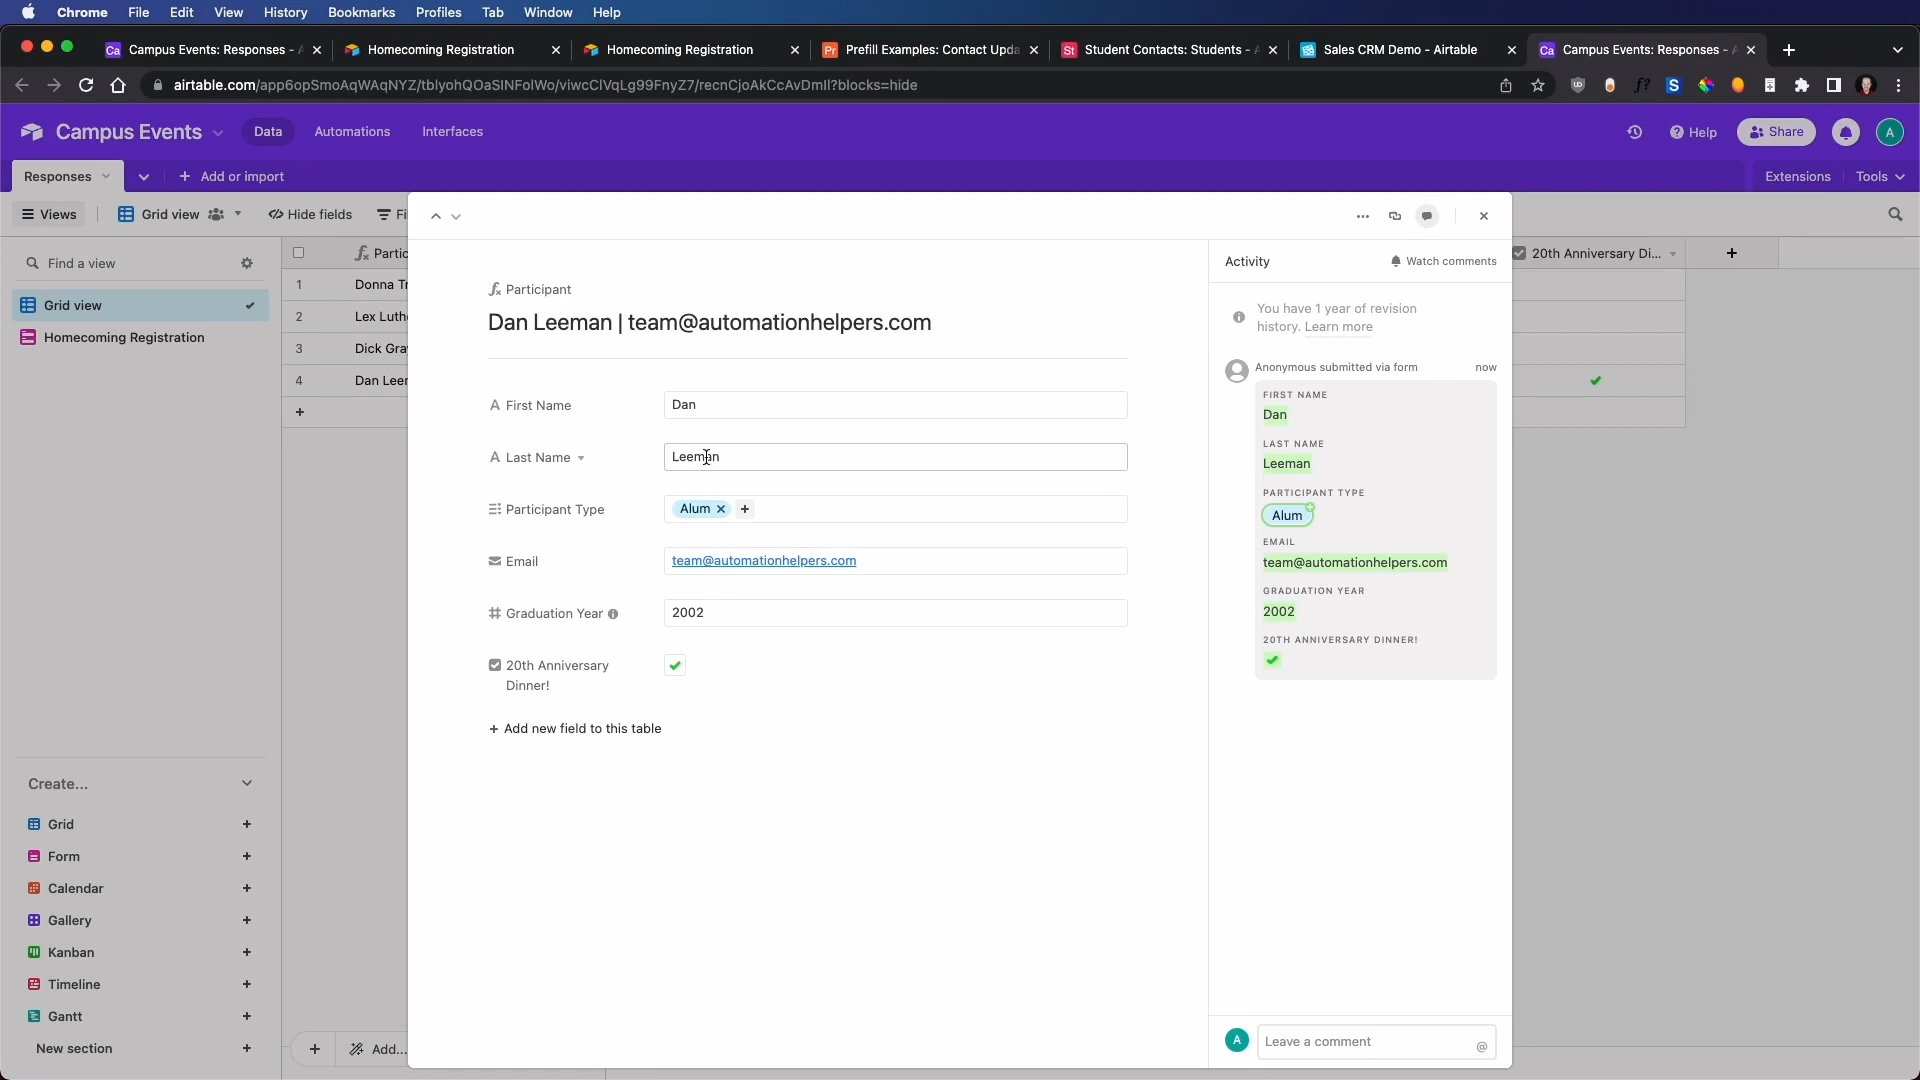 Chrome File Edit View History Bookmarks Profiles Tab Window Help
Ca Campus Events: Responses - A
Homecoming Registration
Homecoming Registration
Pr Prefill Examples: Contact Upda
St Student Contacts: Students - A
Sales CRM Demo - Airtable
Ca Campus Events: Responses - A
Campus Events Data Automations Interfaces Help Share A
Responses Add or import Extensions Tools
Views Grid view Hide fields Fi
Find a view
Grid view
Homecoming Registration
Create...
Grid
Form
Calendar
Gallery
Kanban
Timeline
Gantt
New section
Partic
20th Anniversary Di...
1 Donna Tr
2 Lex Luth
3 Dick Gra
4 Dan Leer
Add...
Participant
Dan Leeman | team@automationhelpers.com
First Name Dan
Last Name Leeman
Participant Type Alum
Email team@automationhelpers.com
Graduation Year 2002
20th Anniversary
Dinner!
+ Add new field to this table
Activity Watch comments
You have 1 year of revision
history. Learn more
Anonymous submitted via form now
FIRST NAME
Dan
LAST NAME
Leeman
PARTICIPANT TYPE
Alum
EMAIL
team@automationhelpers.com
GRADUATION YEAR
2002
20TH ANNIVERSARY DINNER!
A Leave a comment @